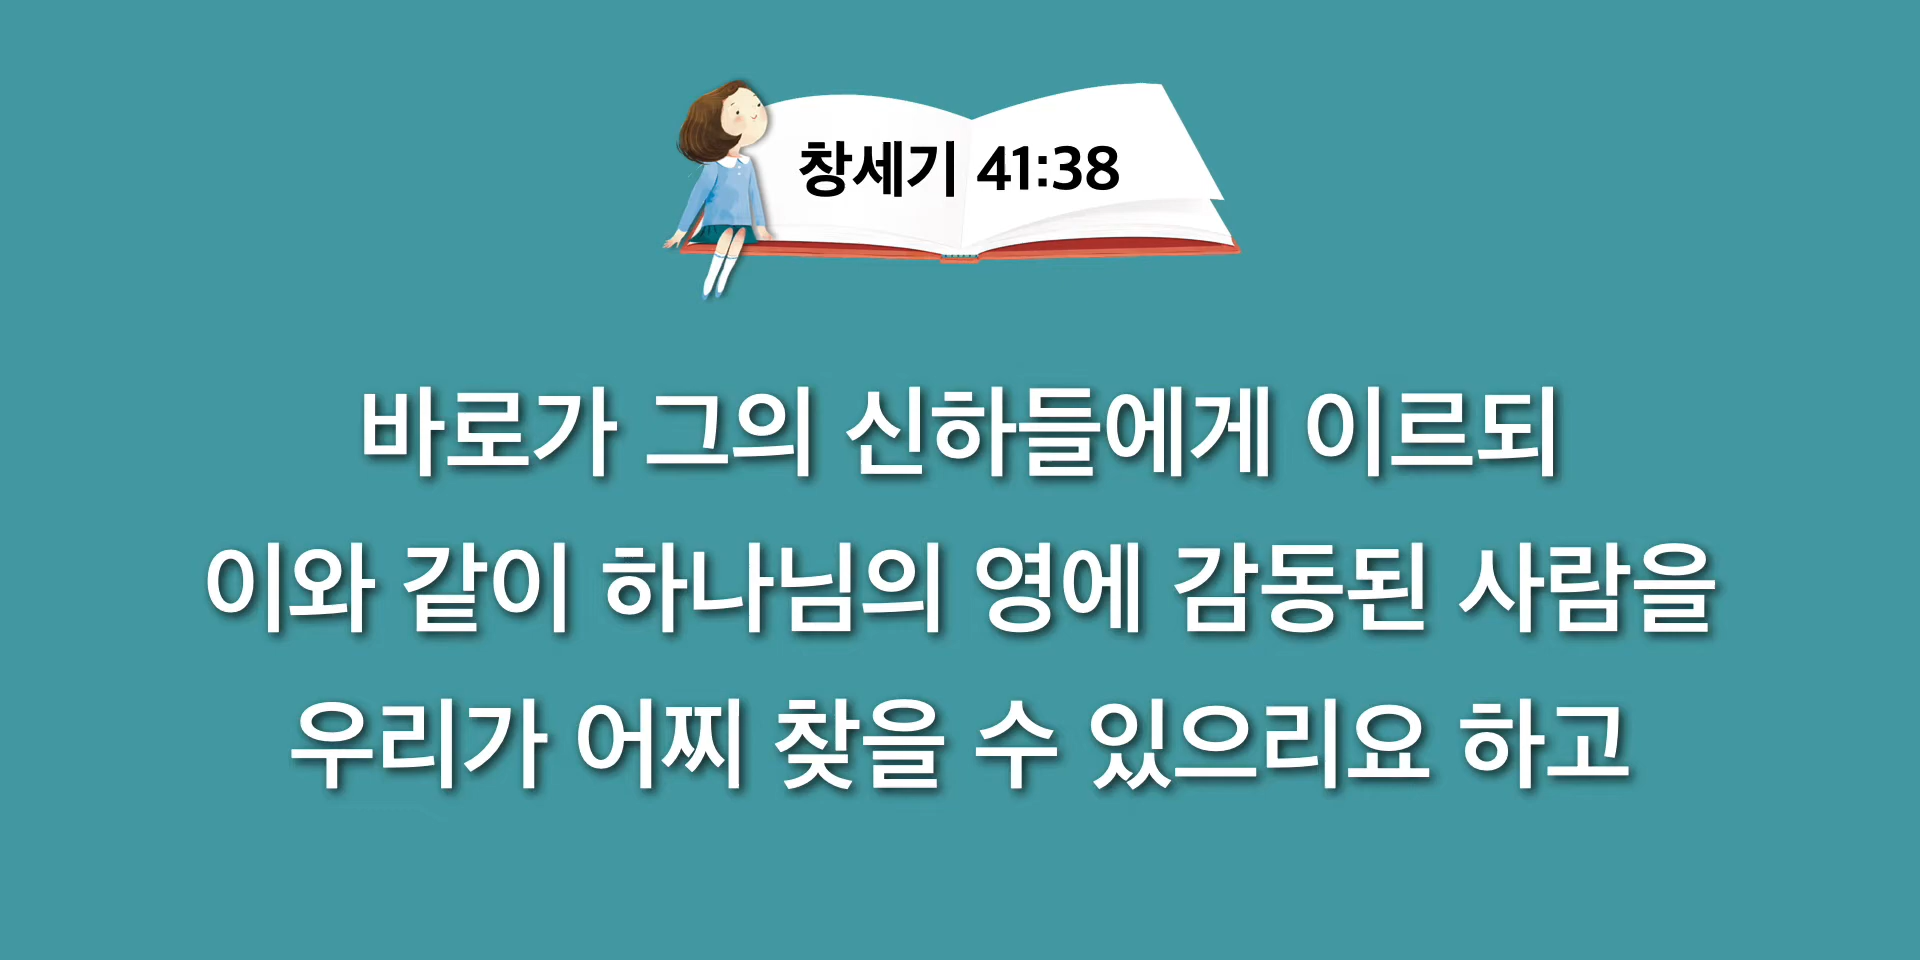 창세기 41:38
바로가 그의 신하들에게 이르되
이와 같이 하나님의 영에 감동된 사람을
우리가 어찌 찾을 수 있으리요 하고